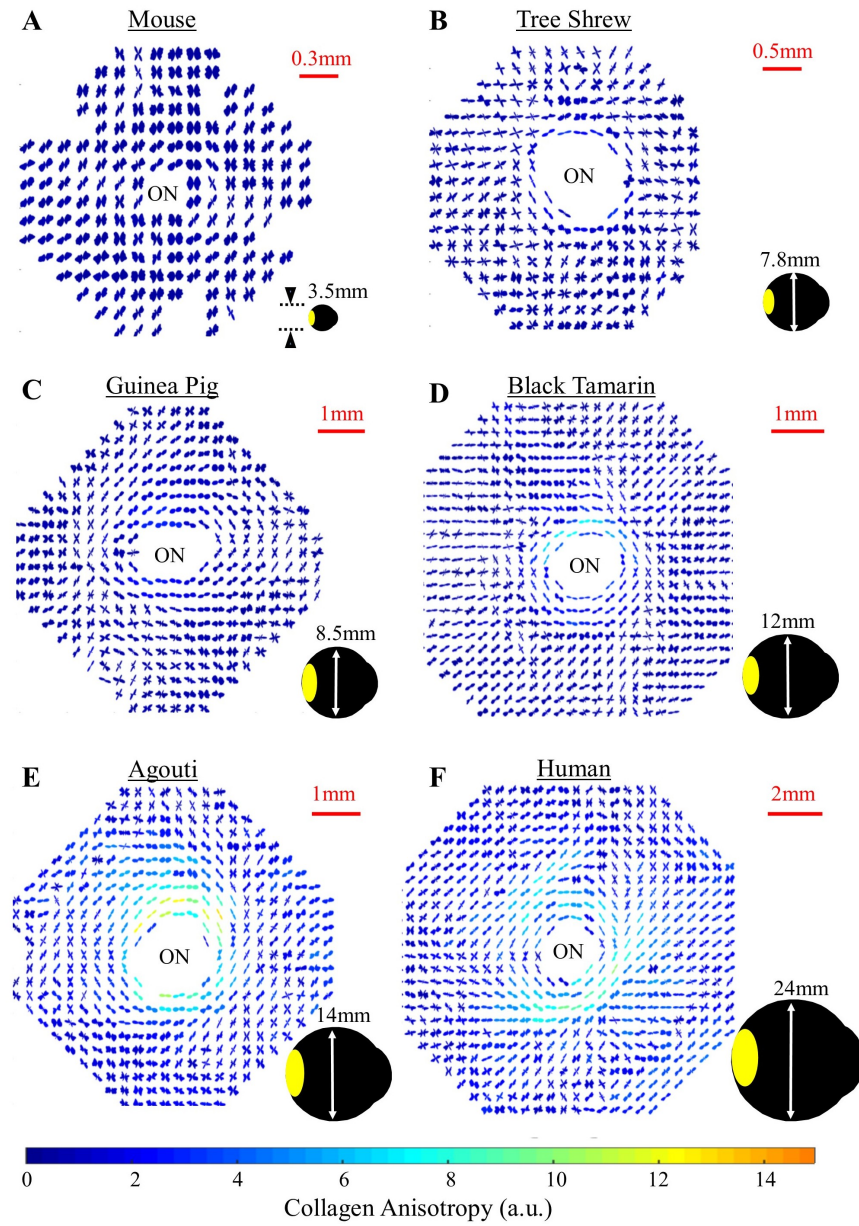 A Mouse
0.3mm
ON
3.5mm
B Tree Shrew
0.5mm
ON
7.8mm
C Guinea Pig
1mm
ON
8.5mm
D Black Tamarin
1mm
ON
12mm
E Agouti
1mm
ON
14mm
F Human
2mm
ON
24mm
0 2 4 6 8 10 12 14
Collagen Anisotropy (a.u.)